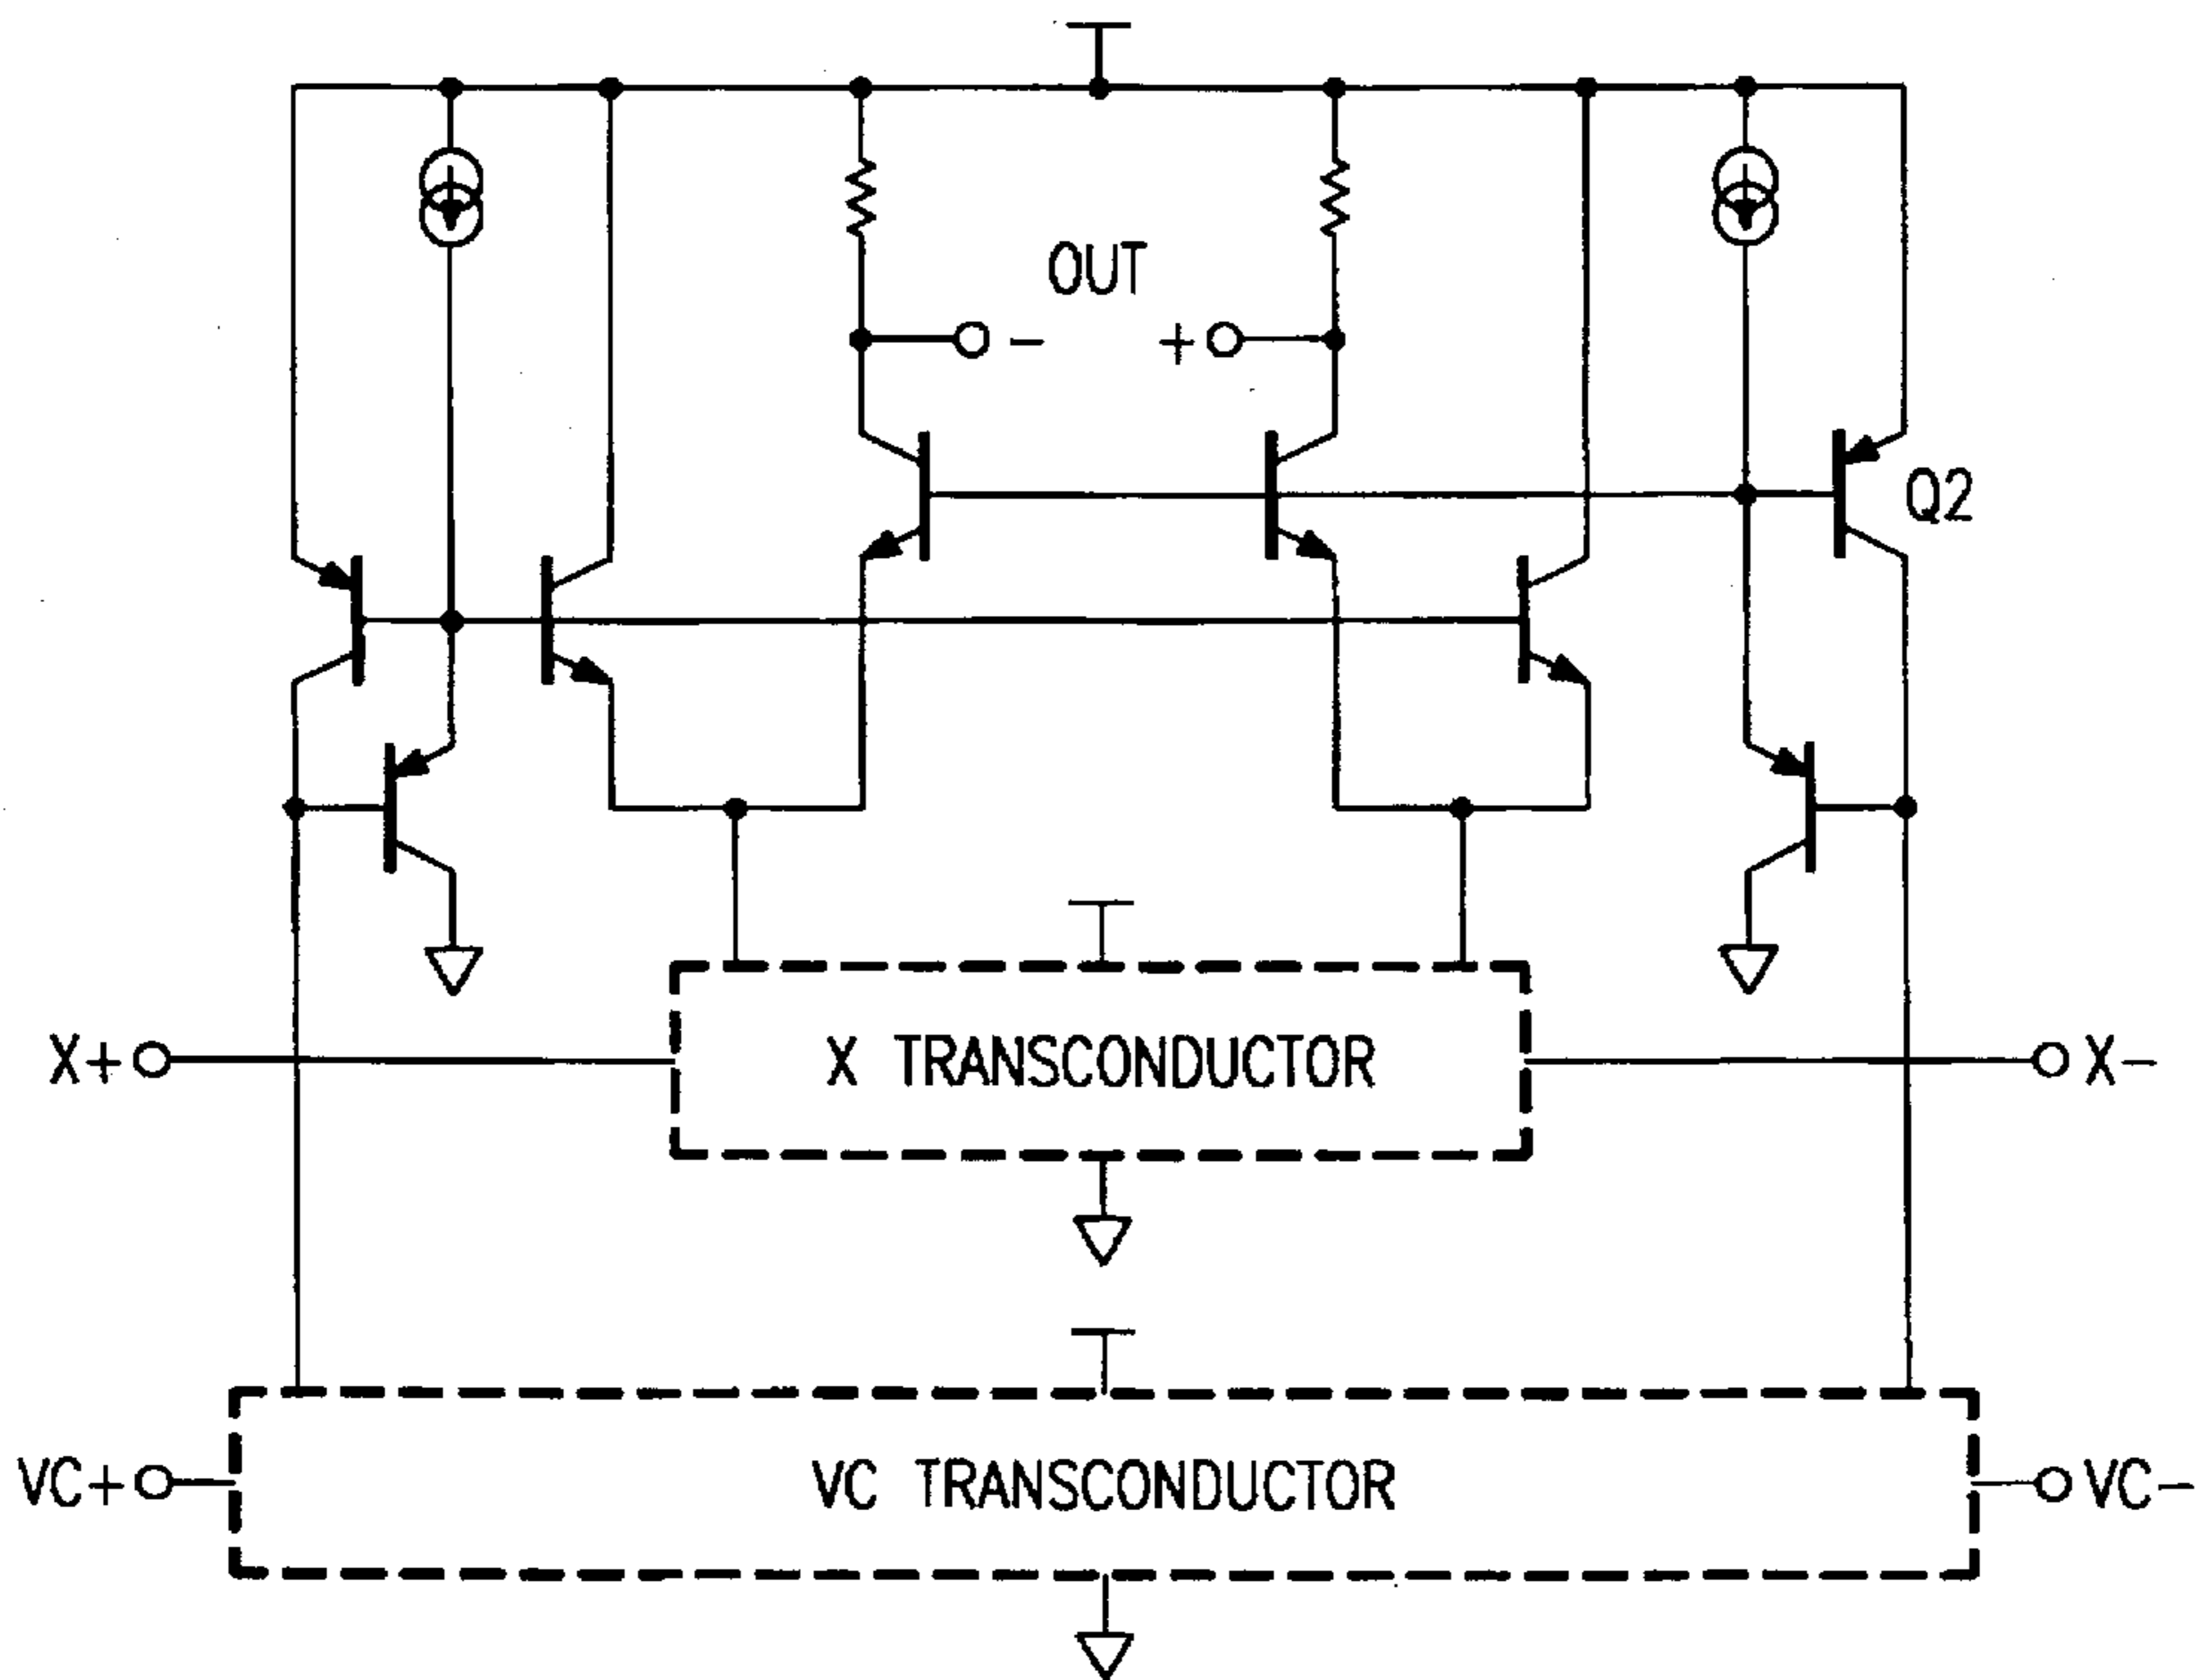 OUT
- +
Q2
X+ X TRANSCONDUCTOR X-
VC+ VC TRANSCONDUCTOR VC-